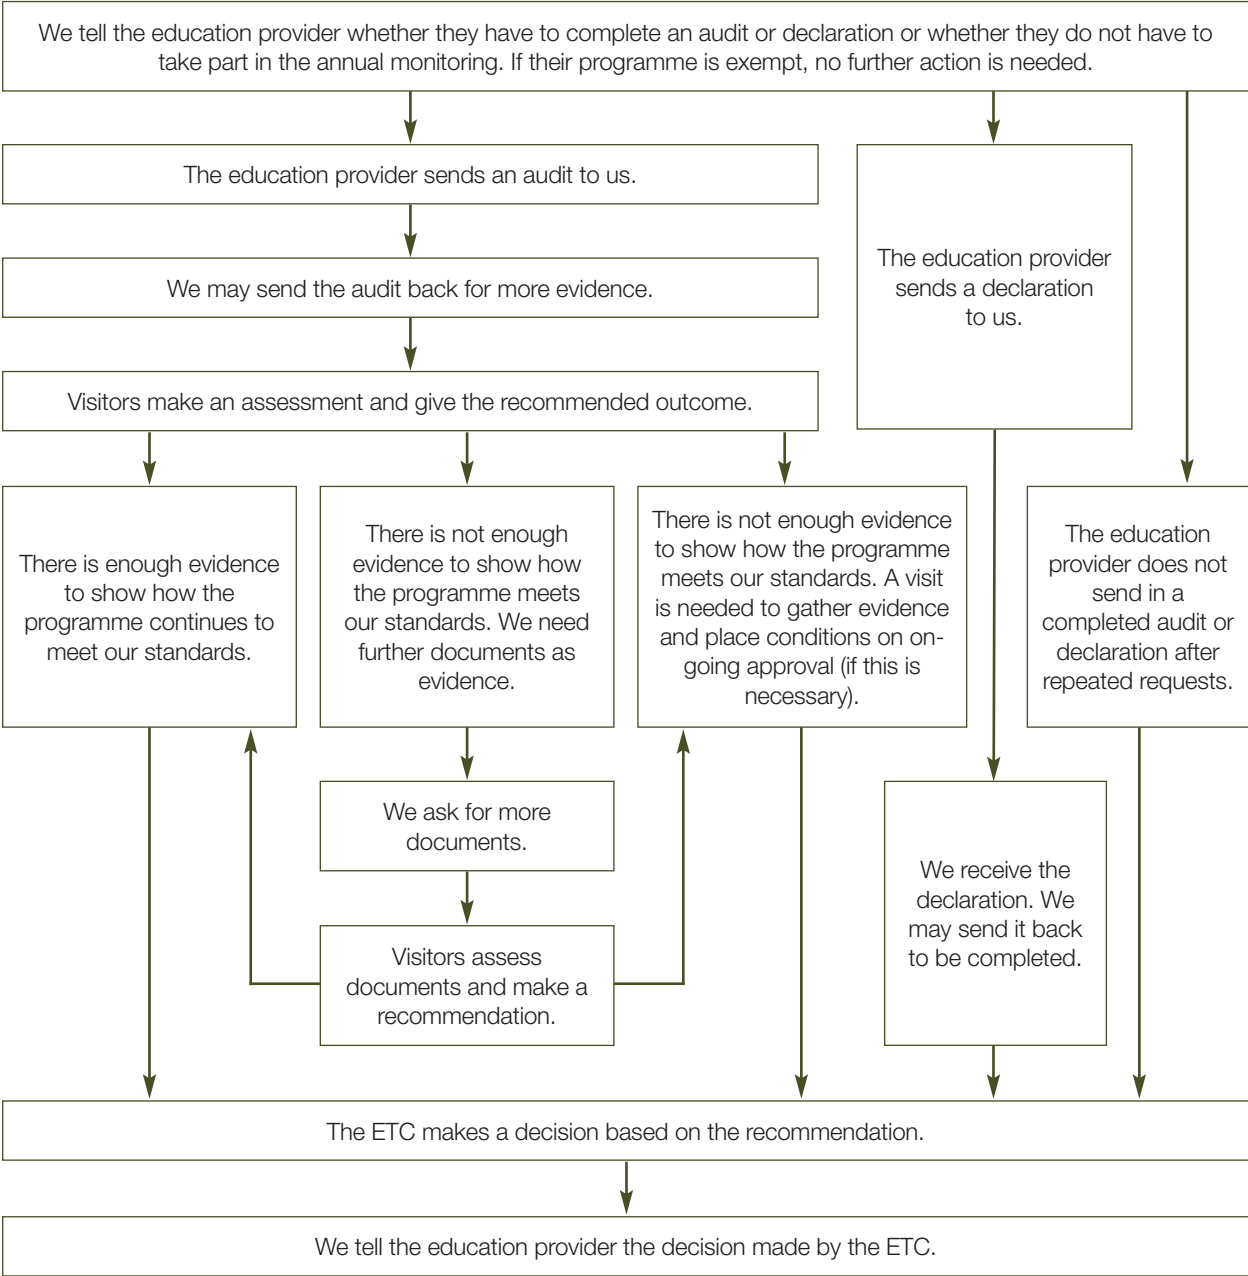 We tell the education provider whether they have to complete an audit or declaration or whether they do not have to
take part in the annual monitoring. If their programme is exempt, no further action is needed.
The education provider sends an audit to us.
We may send the audit back for more evidence.
Visitors make an assessment and give the recommended outcome.
The education provider
sends a declaration
to us.
There is enough evidence
to show how the
programme continues to
meet our standards.
There is not enough
evidence to show how
the programme meets
our standards. We need
further documents as
evidence.
There is not enough evidence
to show how the programme
meets our standards. A visit
is needed to gather evidence
and place conditions on on-
going approval (if this is
necessary).
The education
provider does not
send in a
completed audit or
declaration after
repeated requests.
We ask for more
documents.
Visitors assess
documents and make a
recommendation.
We receive the
declaration. We
may send it back
to be completed.
The ETC makes a decision based on the recommendation.
We tell the education provider the decision made by the ETC.